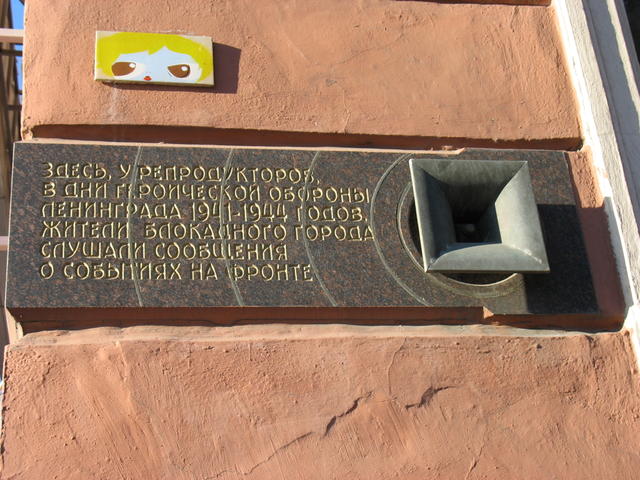 ЗДЕСЬ, У РЕПРОДУКТОРОВ,
В ДНИ ГЕРОИЧЕСКОЙ ОБОРОНЫ
ЛЕНИНГРАДА 1941-1944 ГОДОВ,
ЖИТЕЛИ БЛОКАДНОГО ГОРОДА
СЛУШАЛИ СООБЩЕНИЯ
О СОБЫТИЯХ НА ФРОНТЕ